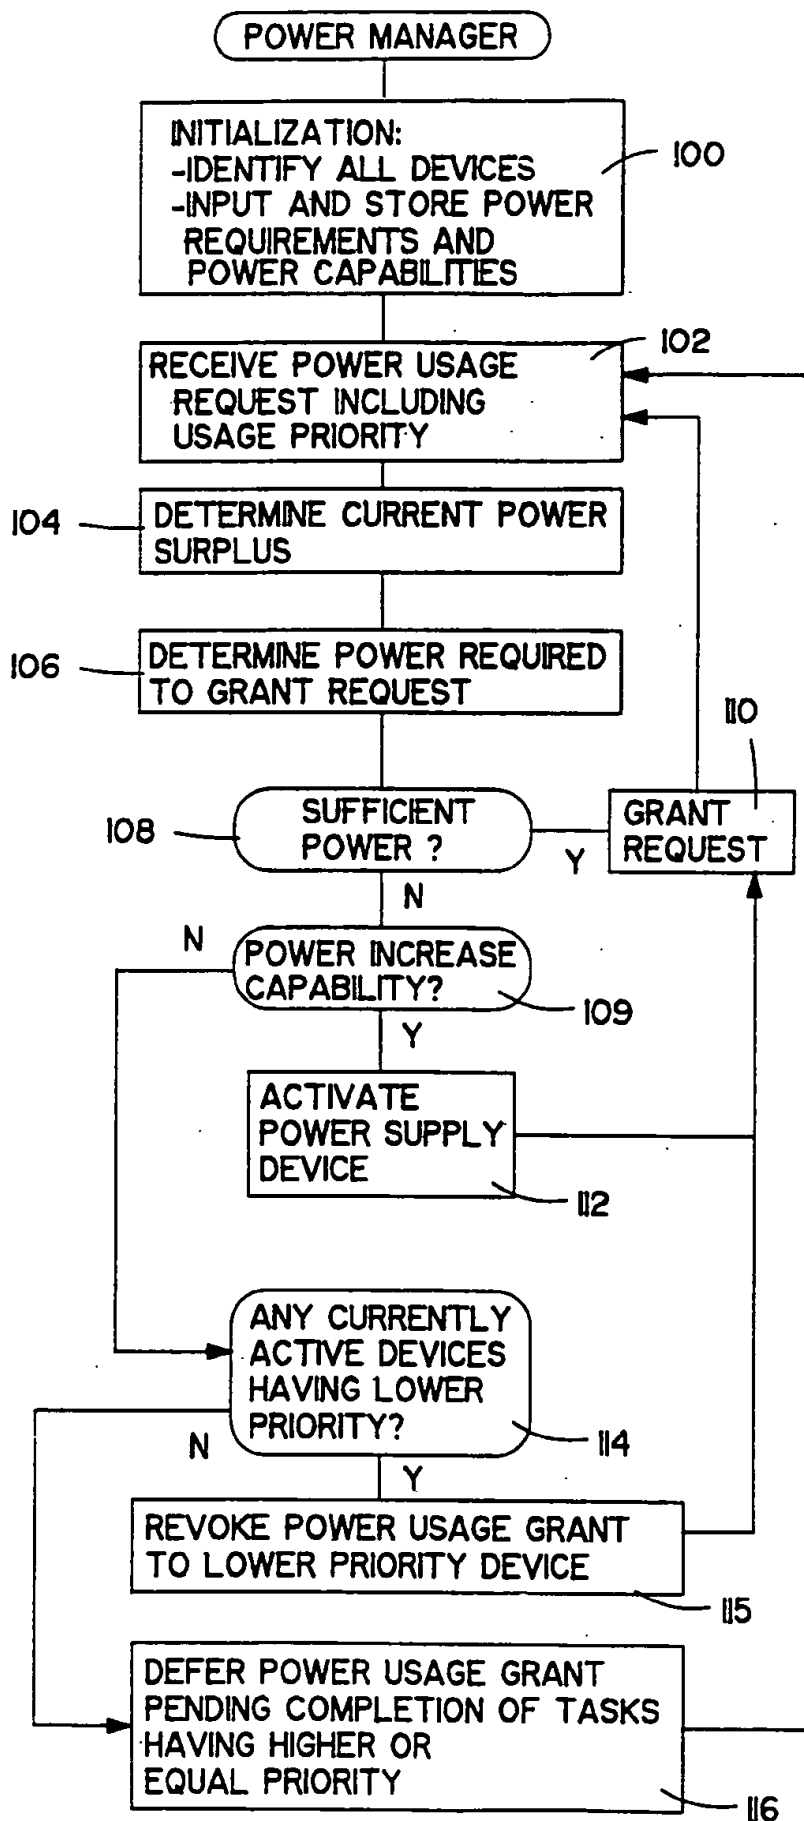 POWER MANAGER
INITIALIZATION:
-IDENTIFY ALL DEVICES
-INPUT AND STORE POWER
REQUIREMENTS AND
POWER CAPABILITIES
100
RECEIVE POWER USAGE
REQUEST INCLUDING
USAGE PRIORITY
102
104
DETERMINE CURRENT POWER
SURPLUS
106
DETERMINE POWER REQUIRED
TO GRANT REQUEST
108
SUFFICIENT
POWER ?
Y
GRANT
REQUEST
110
N
N
POWER INCREASE
CAPABILITY?
109
Y
ACTIVATE
POWER SUPPLY
DEVICE
112
ANY CURRENTLY
ACTIVE DEVICES
HAVING LOWER
PRIORITY?
114
N
Y
REVOKE POWER USAGE GRANT
TO LOWER PRIORITY DEVICE
115
DEFER POWER USAGE GRANT
PENDING COMPLETION OF TASKS
HAVING HIGHER OR
EQUAL PRIORITY
116